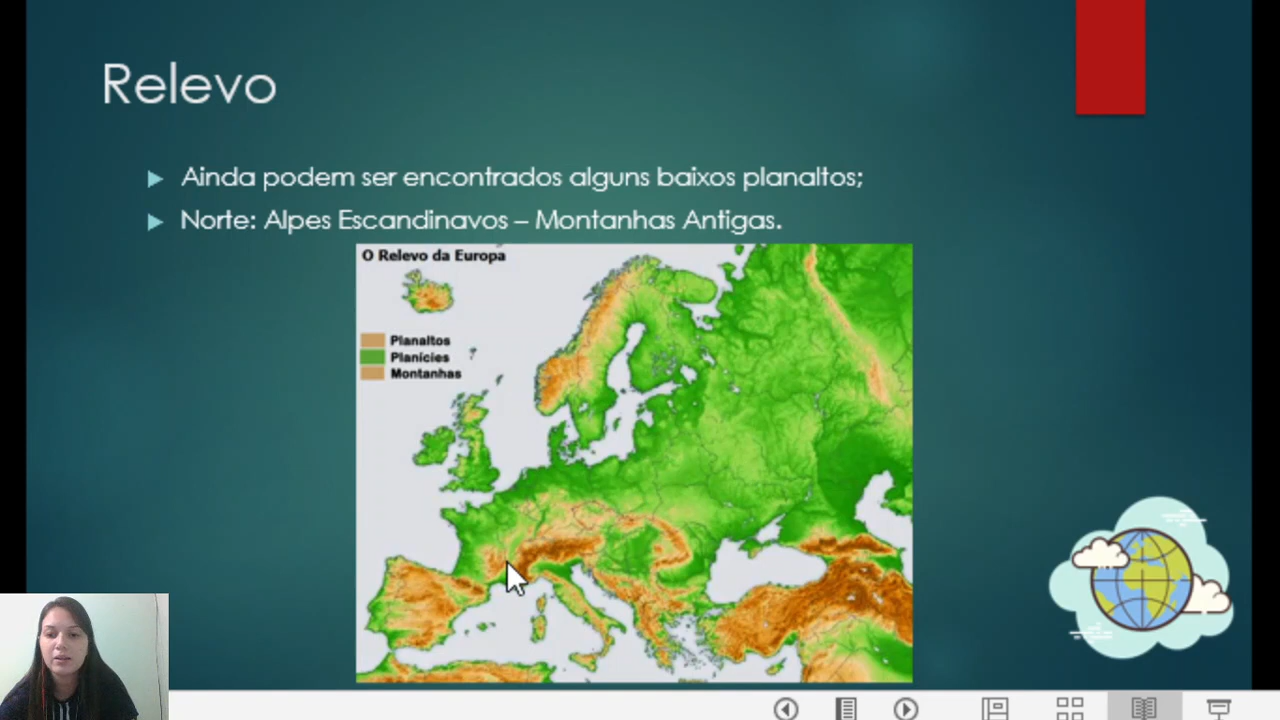 Relevo
Ainda podem ser encontrados alguns baixos planaltos;
Norte: Alpes Escandinavos – Montanhas Antigas.
O Relevo da Europa
Planaltos
Planícies
Montanhas